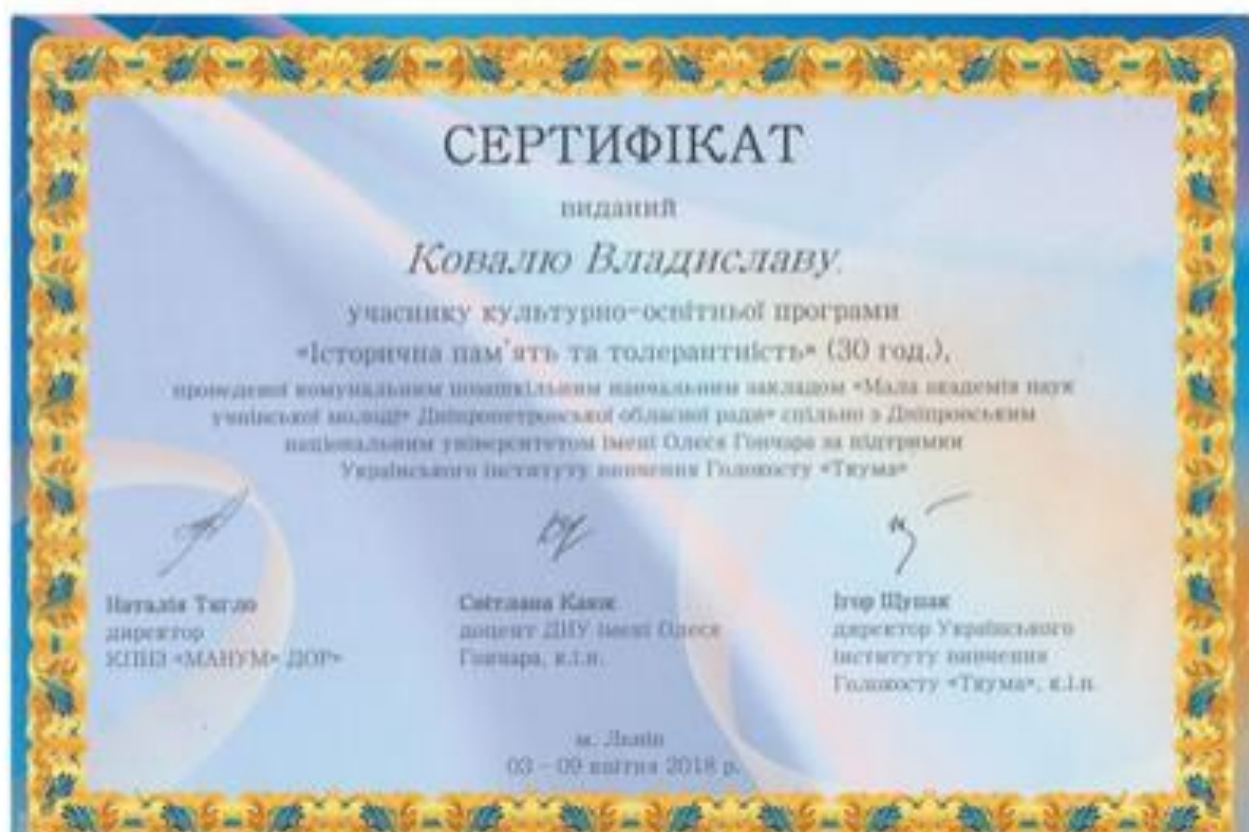 СЕРТИФІКАТ
виданий
Ковалю Владиславу,
учаснику культурно-освітньої програми
«Історична пам'ять та толерантність» (30 год.),
проведеної комунальним позашкільним навчальним закладом «Мала академія наук
учнівської молоді» Дніпропетровської обласної ради» спільно з Дніпровським
національним університетом імені Олеся Гончара за підтримки
Українського інституту вивчення Голокосту «Ткума»
Наталія Тягло
директор
КПНЗ «МАНУМ» ДОР»
Світлана Каюк
доцент ДНУ імені Олеся
Гончара, к.і.н.
Ігор Щупак
директор Українського
інституту вивчення
Голокосту «Ткума», к.і.н.
м. Львів
03 - 09 квітня 2018 р.